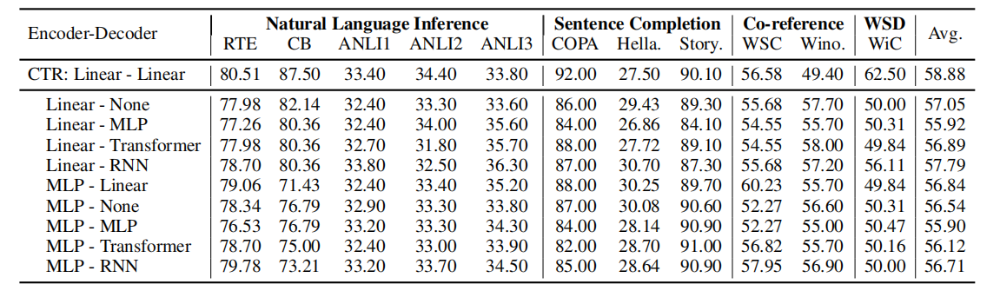 Encoder-Decoder Natural Language Inference Sentence Completion Co-reference WSD Avg.
RTE CB ANLI1 ANLI2 ANLI3 COPA Hella. Story. WSC Wino. WiC
CTR: Linear - Linear 80.51 87.50 33.40 34.40 33.80 92.00 27.50 90.10 56.58 49.40 62.50 58.88
Linear - None 77.98 82.14 32.40 33.30 33.60 86.00 29.43 89.30 55.68 57.70 50.00 57.05
Linear - MLP 77.26 80.36 32.40 34.00 35.60 84.00 26.86 84.10 54.55 55.70 50.31 55.92
Linear - Transformer 77.98 80.36 32.70 31.80 35.70 88.00 27.72 89.10 54.55 58.00 49.84 56.89
Linear - RNN 78.70 80.36 33.80 32.50 36.30 87.00 30.70 87.30 55.68 57.20 56.11 57.79
MLP - Linear 79.06 71.43 32.40 33.40 35.20 88.00 30.25 89.70 60.23 55.70 49.84 56.84
MLP - None 78.34 76.79 32.90 33.30 33.80 87.00 30.08 90.60 52.27 56.60 50.31 56.54
MLP - MLP 76.53 76.79 33.20 33.30 34.30 84.00 28.14 90.90 52.27 55.00 50.47 55.90
MLP - Transformer 78.70 75.00 32.40 33.00 33.90 82.00 28.70 91.00 56.82 55.70 50.16 56.12
MLP - RNN 79.78 73.21 33.20 33.70 34.50 85.00 28.64 90.90 57.95 56.90 50.00 56.71